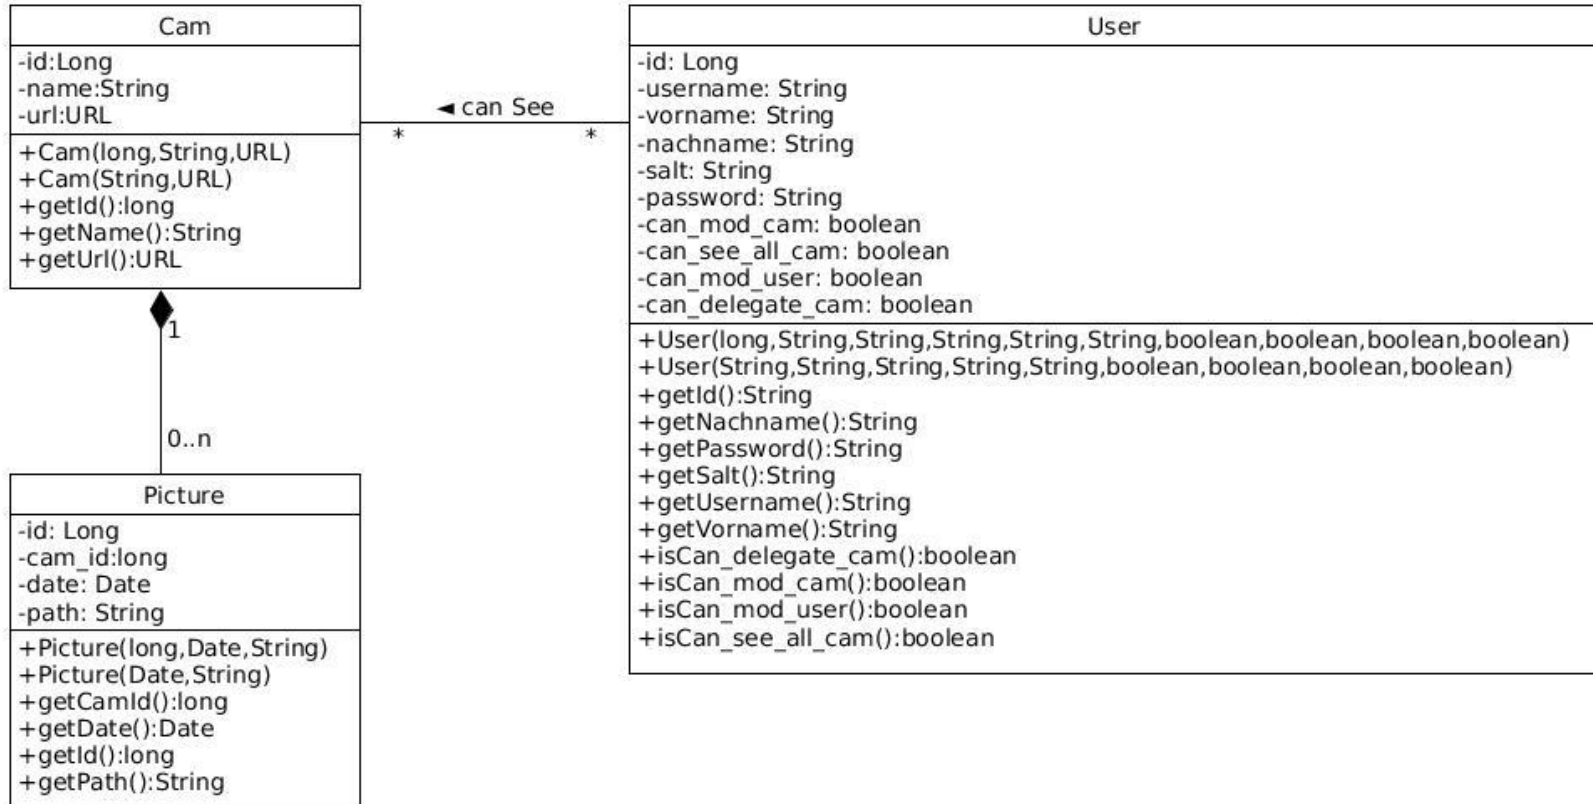 Cam
-id:Long
-name:String
-url:URL
+Cam(long,String,URL)
+Cam(String,URL)
+getId():long
+getName():String
+getUrl():URL
◄ can See
*
*
User
-id: Long
-username: String
-vorname: String
-nachname: String
-salt: String
-password: String
-can_mod_cam: boolean
-can_see_all_cam: boolean
-can_mod_user: boolean
-can_delegate_cam: boolean
+User(long,String,String,String,String,String,boolean,boolean,boolean,boolean)
+User(String,String,String,String,String,boolean,boolean,boolean,boolean)
+getId():String
+getNachname():String
+getPassword():String
+getSalt():String
+getUsername():String
+getVorname():String
+isCan_delegate_cam():boolean
+isCan_mod_cam():boolean
+isCan_mod_user():boolean
+isCan_see_all_cam():boolean
1
0..n
Picture
-id: Long
-cam_id:long
-date: Date
-path: String
+Picture(long,Date,String)
+Picture(Date,String)
+getCamId():long
+getDate():Date
+getId():long
+getPath():String